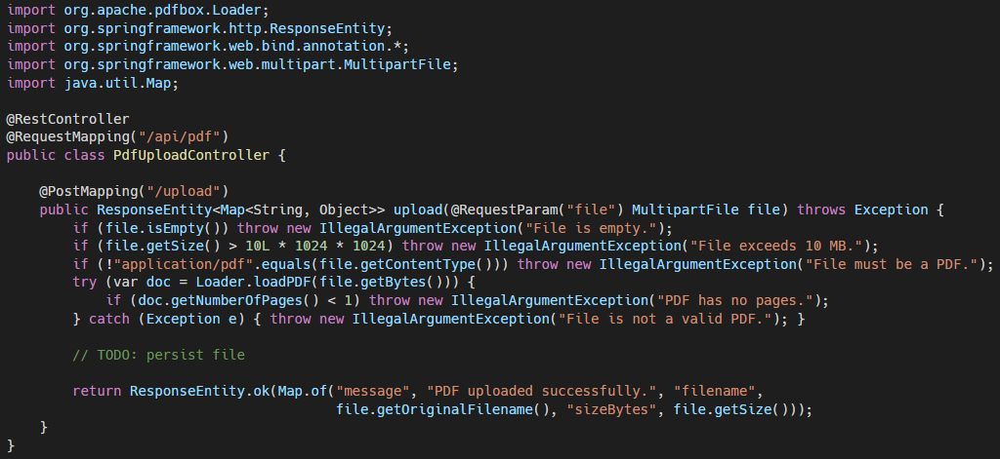 import org.apache.pdfbox.Loader;
import org.springframework.http.ResponseEntity;
import org.springframework.web.bind.annotation.*;
import org.springframework.web.multipart.MultipartFile;
import java.util.Map;

@RestController
@RequestMapping("/api/pdf")
public class PdfUploadController {

    @PostMapping("/upload")
    public ResponseEntity<Map<String, Object>> upload(@RequestParam("file") MultipartFile file) throws Exception {
        if (file.isEmpty()) throw new IllegalArgumentException("File is empty.");
        if (file.getSize() > 10L * 1024 * 1024) throw new IllegalArgumentException("File exceeds 10 MB.");
        if (!"application/pdf".equals(file.getContentType())) throw new IllegalArgumentException("File must be a PDF.");
        try (var doc = Loader.loadPDF(file.getBytes())) {
            if (doc.getNumberOfPages() < 1) throw new IllegalArgumentException("PDF has no pages.");
        } catch (Exception e) { throw new IllegalArgumentException("File is not a valid PDF."); }

        // TODO: persist file

        return ResponseEntity.ok(Map.of("message", "PDF uploaded successfully.", "filename",
                                        file.getOriginalFilename(), "sizeBytes", file.getSize()));
    }
}